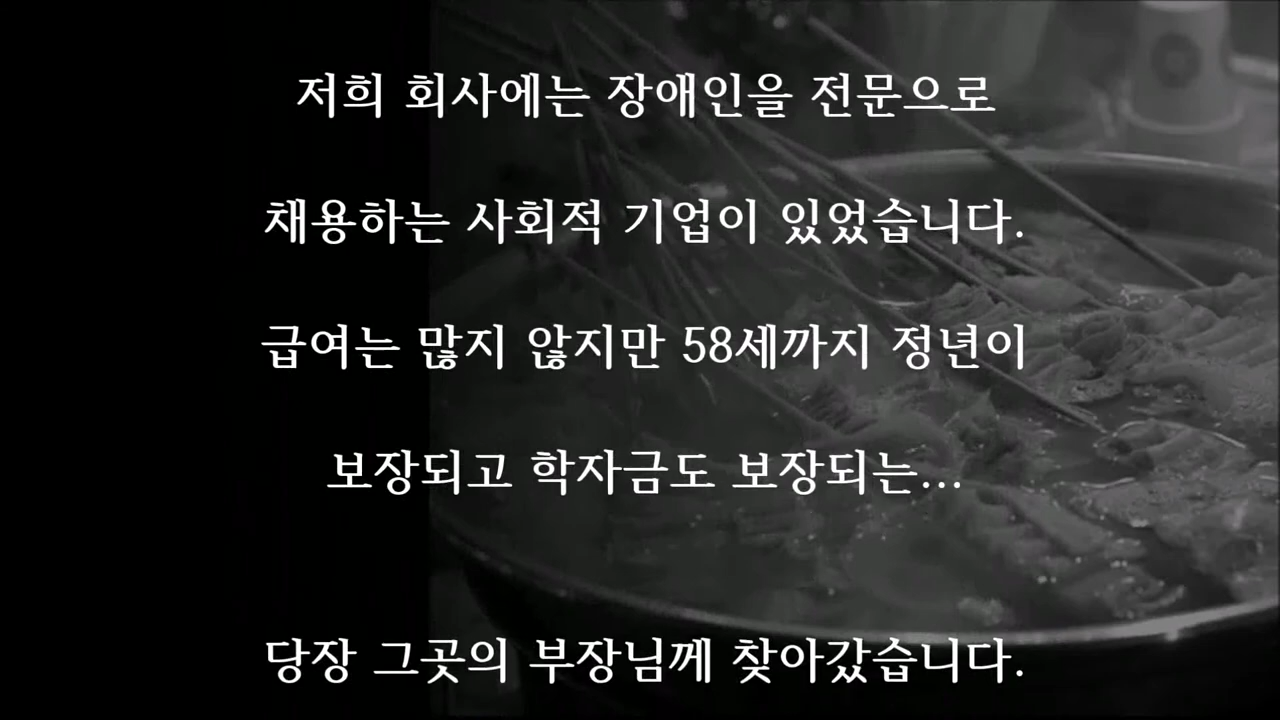 저희 회사에는 장애인을 전문으로
채용하는 사회적 기업이 있었습니다.
급여는 많지 않지만 58세까지 정년이
보장되고 학자금도 보장되는...
당장 그곳의 부장님께 찾아갔습니다.